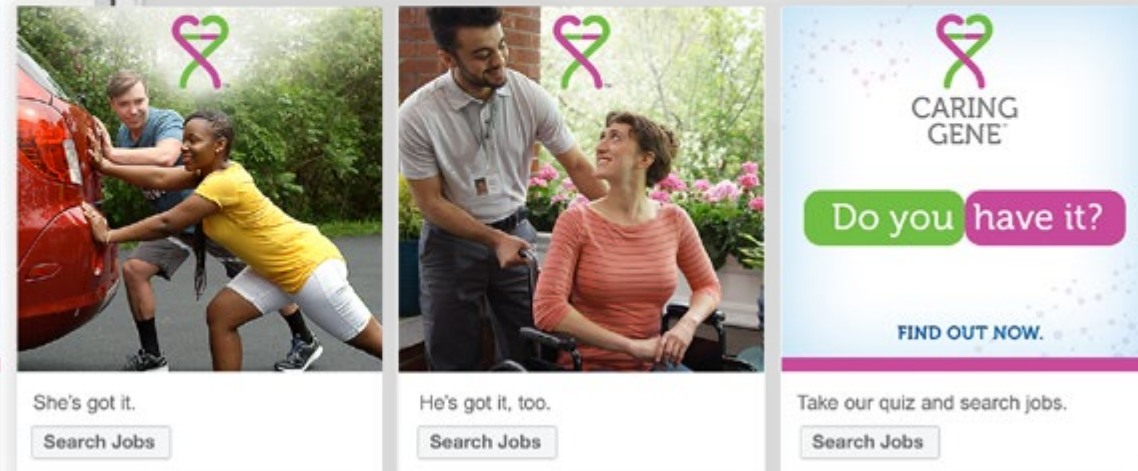 She's got it.
Search Jobs
He's got it, too.
Search Jobs
CARING
GENE™
Do you have it?
FIND OUT NOW.
Take our quiz and search jobs.
Search Jobs